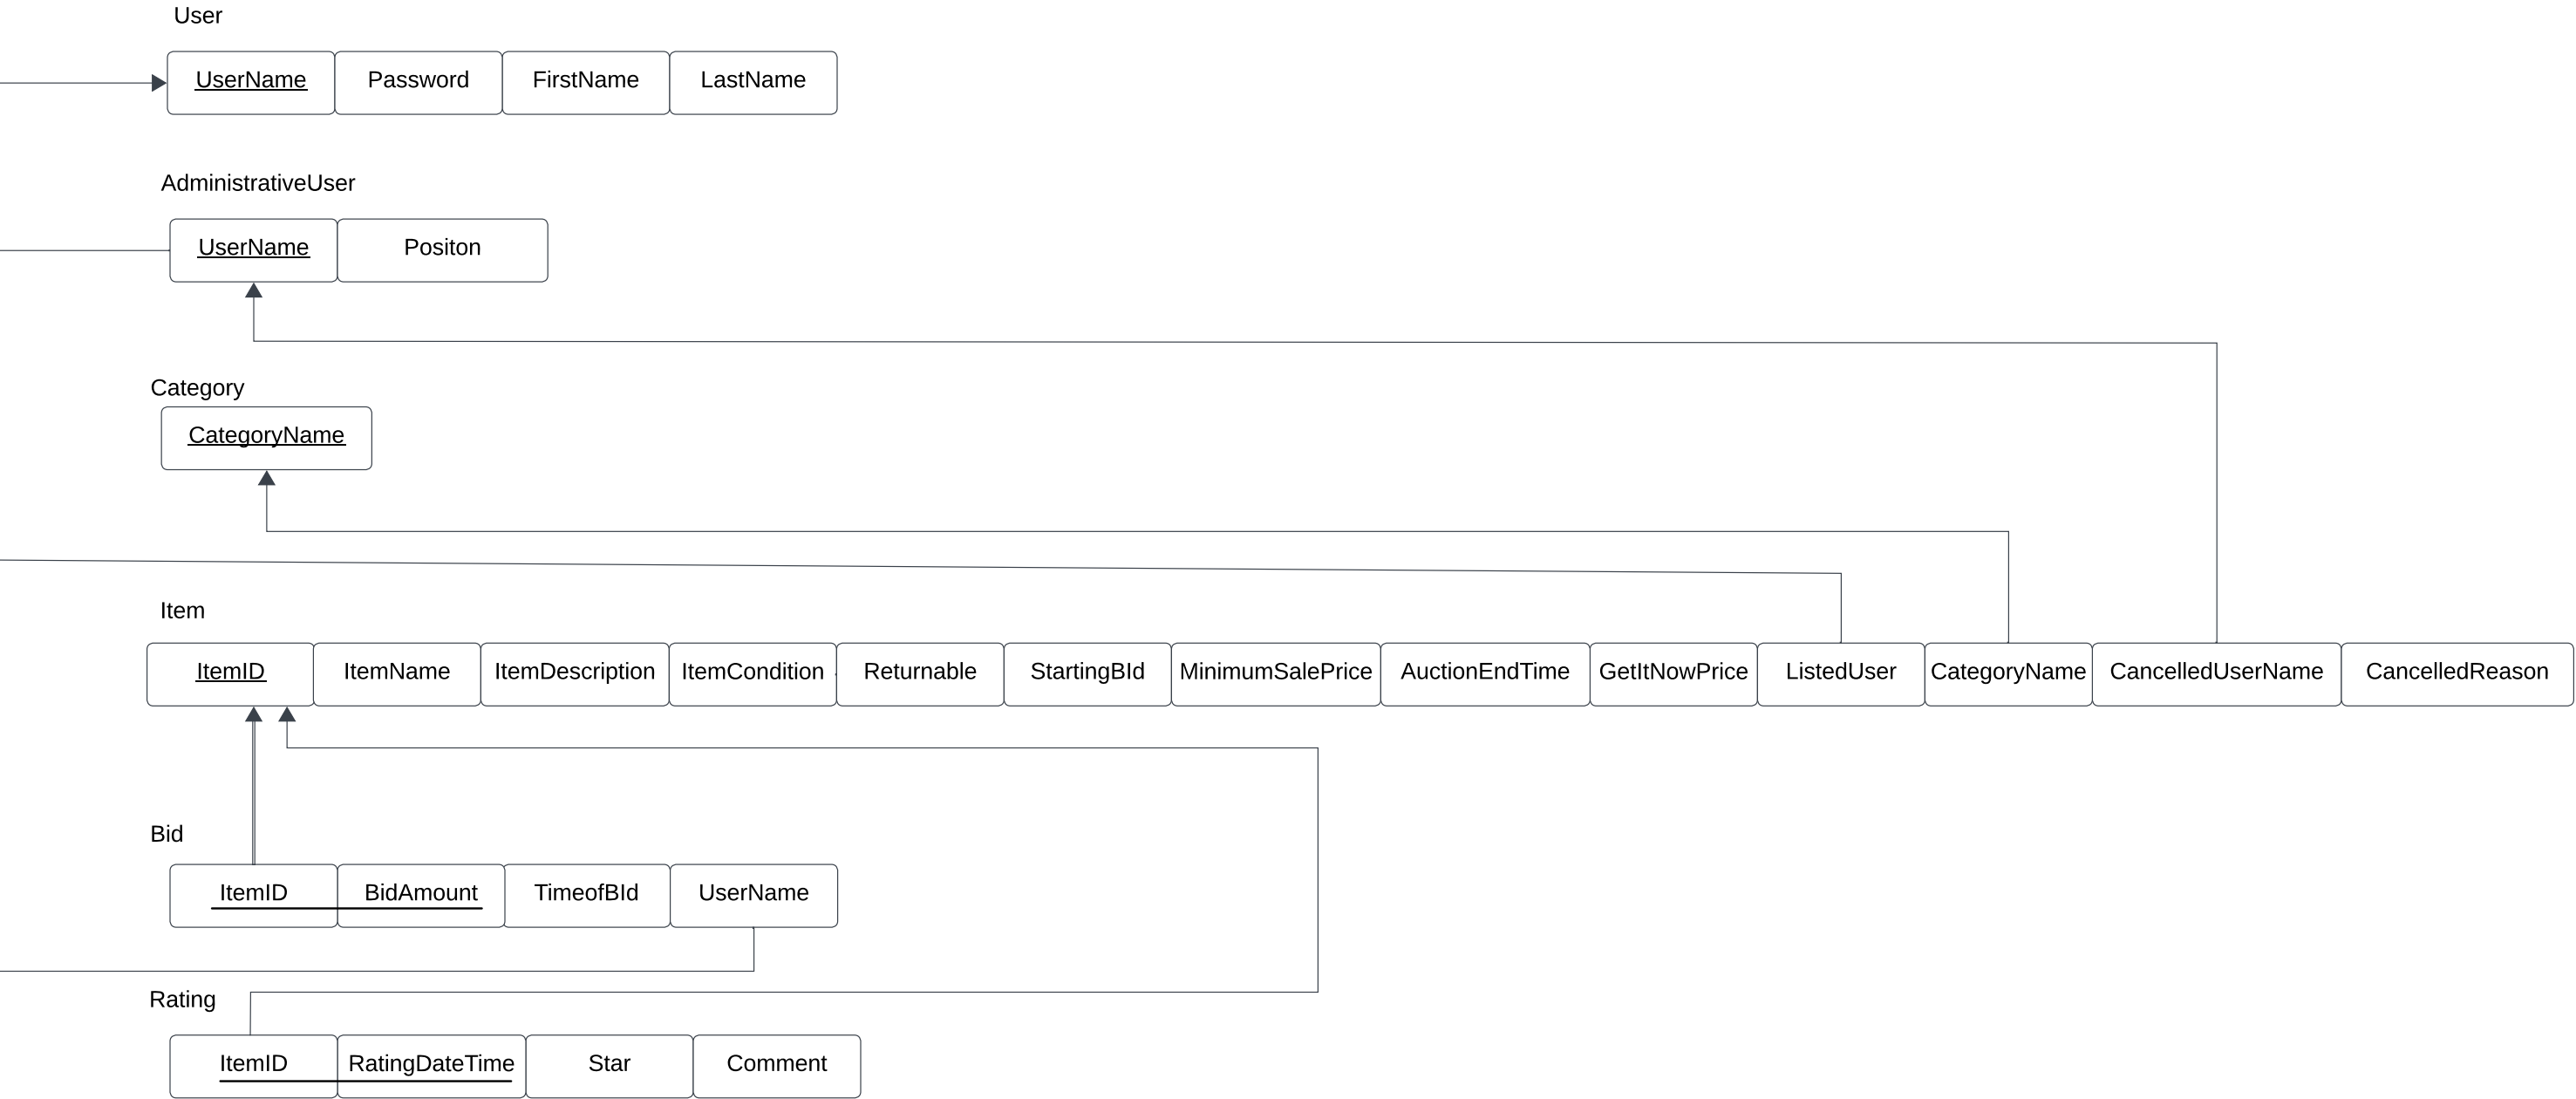 User
UserName Password FirstName LastName
AdministrativeUser
UserName Positon
Category
CategoryName
Item
ItemID ItemName ItemDescription ItemCondition Returnable StartingBId MinimumSalePrice AuctionEndTime GetItNowPrice ListedUser CategoryName CancelledUserName CancelledReason
Bid
ItemID BidAmount TimeofBId UserName
Rating
ItemID RatingDateTime Star Comment